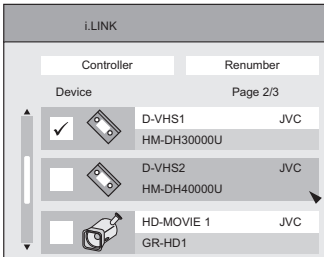 i.LINK
Controller Renumber
Device Page 2/3
D-VHS1 JVC
HM-DH30000U
D-VHS2 JVC
HM-DH40000U
HD-MOVIE 1 JVC
GR-HD1